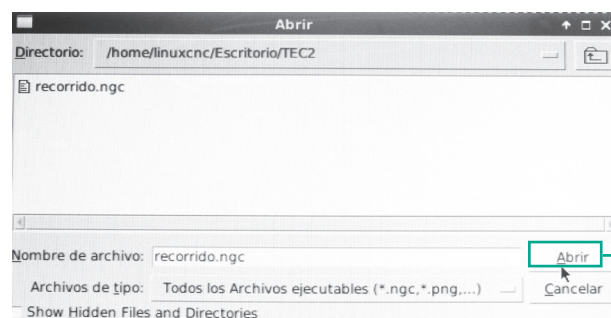 Abrir
Directorio: /home/linuxcnc/Escritorio/TEC2
recorrido.ngc
Nombre de archivo: recorrido.ngc Abrir
Archivos de tipo: Todos los Archivos ejecutables (*.ngc,*.png,...) Cancelar
Show Hidden Files and Directories